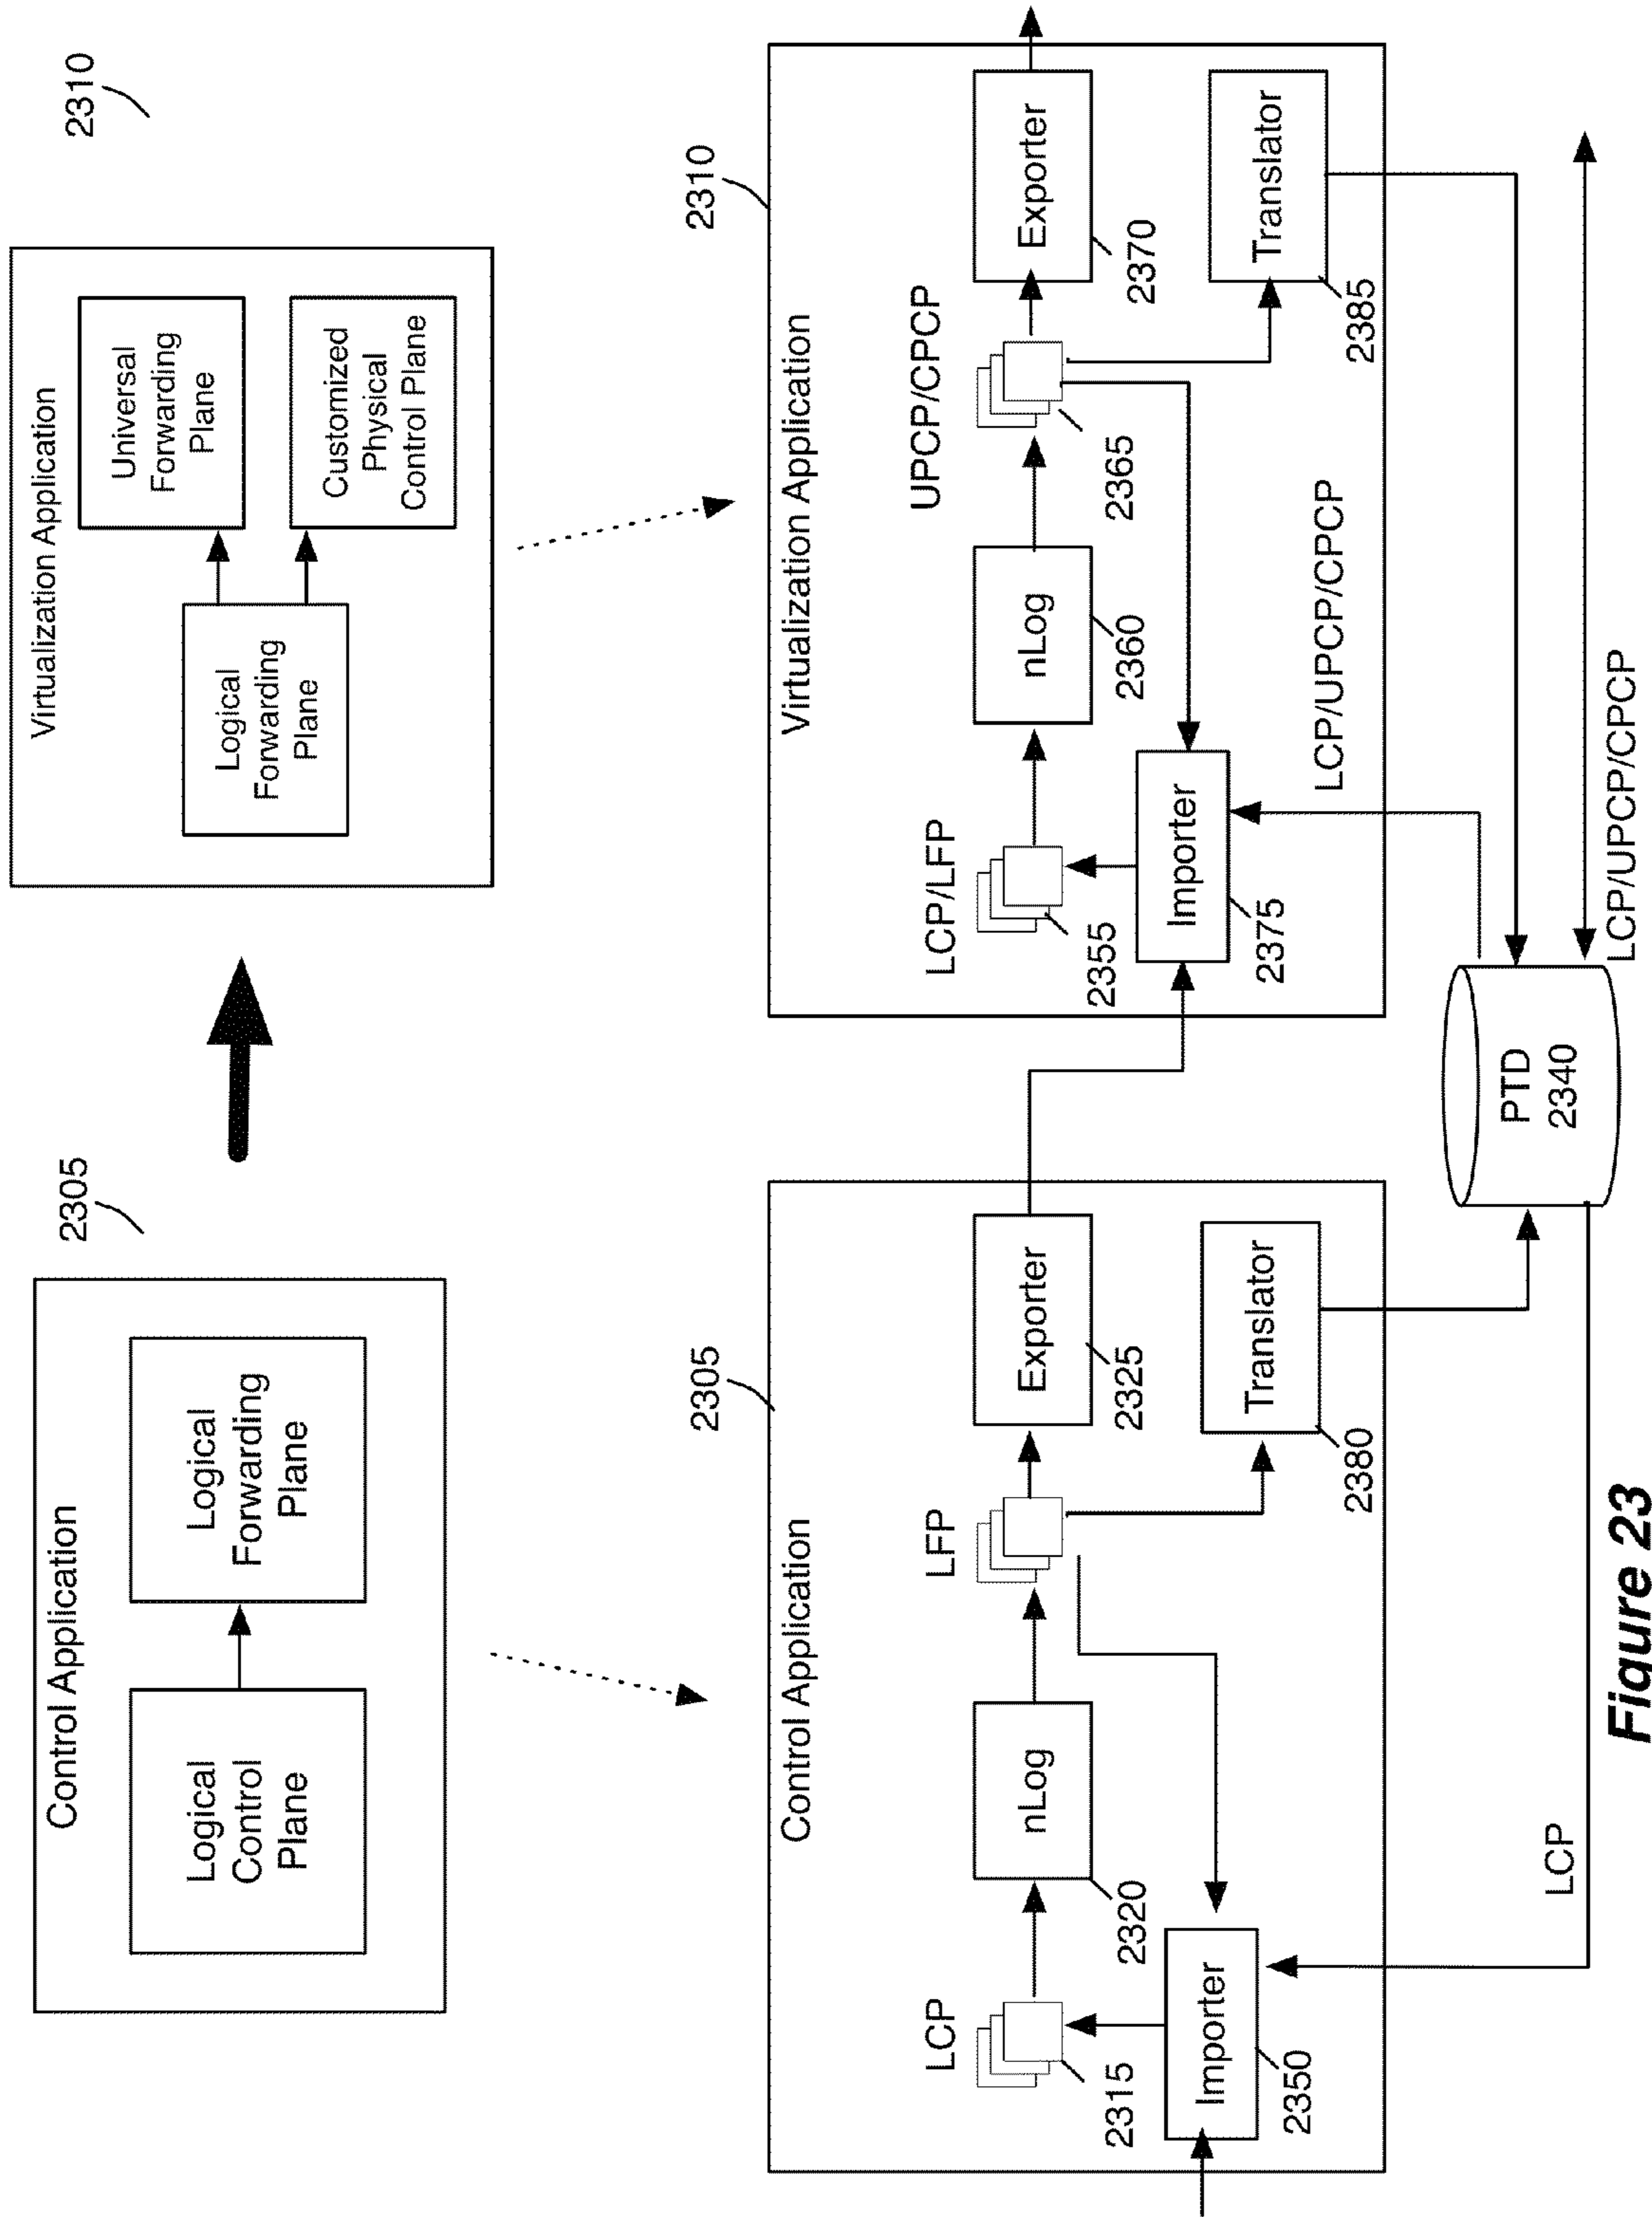 2305
2310
Control Application
Logical
Control
Plane
Logical
Forwarding
Plane
Virtualization Application
Logical
Forwarding
Plane
Universal
Forwarding
Plane
Customized
Physical
Control Plane
2305
Control Application
LCP
2315
nLog
2320
LFP
Exporter
2325
Importer
2350
Translator
2380
2310
Virtualization Application
LCP/LFP
2355
nLog
2360
UPCP/CPCP
2365
Exporter
2370
Importer
2375
Translator
2385
LCP/UPCP/CPCP
PTD
2340
LCP
LCP/UPCP/CPCP
Figure 23